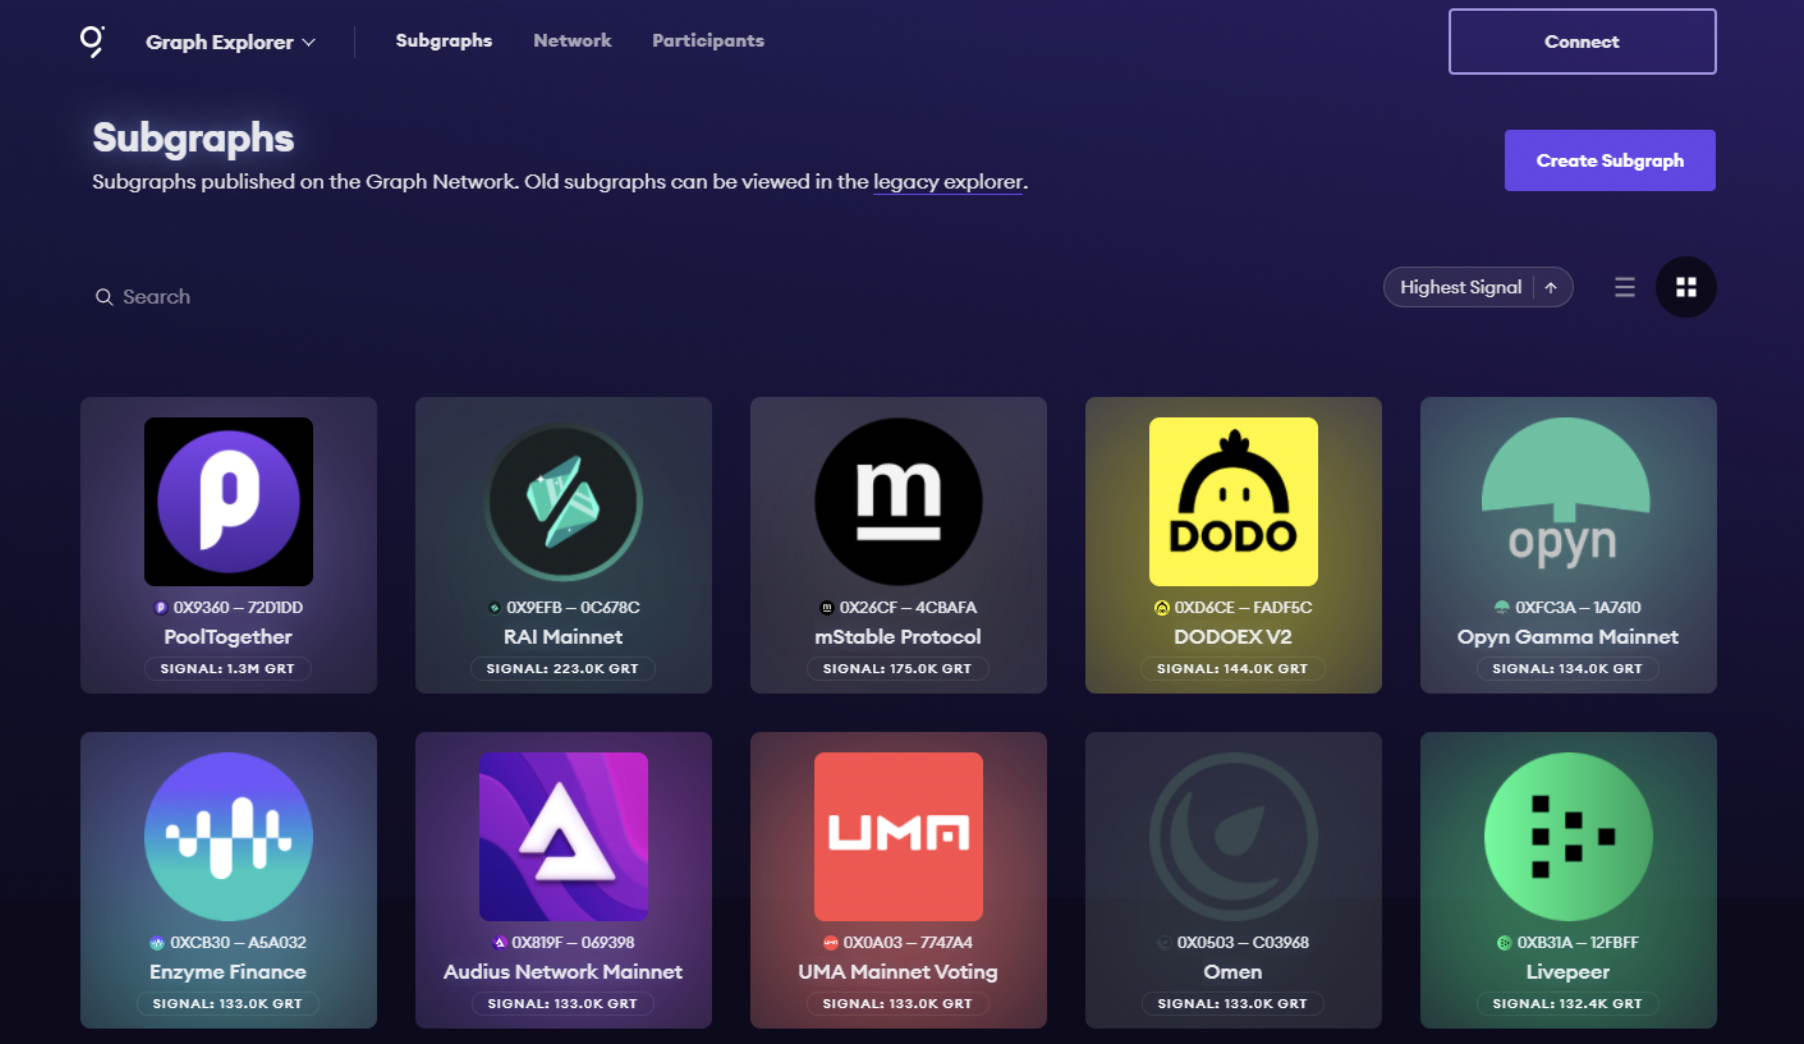 Graph Explorer
Subgraphs
Network
Participants
Connect
Subgraphs
Subgraphs published on the Graph Network. Old subgraphs can be viewed in the legacy explorer.
Create Subgraph
Search
Highest Signal
DODO
opyn
m
0X9360 – 72D1DD
0X9EFB – 0C678C
0X26CF – 4CBAFA
0XD6CE – FADF5C
0XFC3A – 1A7610
PoolTogether
RAI Mainnet
mStable Protocol
DODOEX V2
Opyn Gamma Mainnet
SIGNAL: 1.3M GRT
SIGNAL: 223.0K GRT
SIGNAL: 175.0K GRT
SIGNAL: 144.0K GRT
SIGNAL: 134.0K GRT
UMA
0XCB30 – A5A032
0X819F – 069398
0X0A03 – 7747A4
0X0503 – C03968
0XB31A – 12FBFF
Enzyme Finance
Audius Network Mainnet
UMA Mainnet Voting
Omen
Livepeer
SIGNAL: 133.0K GRT
SIGNAL: 133.0K GRT
SIGNAL: 133.0K GRT
SIGNAL: 133.0K GRT
SIGNAL: 132.4K GRT